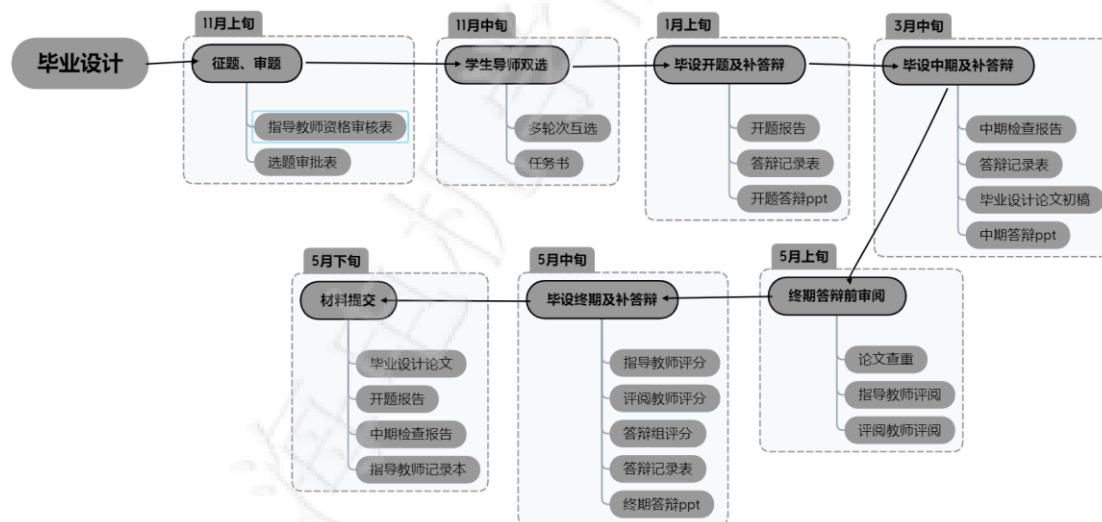 毕业设计
11月上旬
征题、审题
指导教师资格审核表
选题审批表
11月中旬
学生导师双选
多轮次互选
任务书
1月上旬
毕设开题及补答辩
开题报告
答辩记录表
开题答辩ppt
3月中旬
毕设中期及补答辩
中期检查报告
答辩记录表
毕业设计论文初稿
中期答辩ppt
5月上旬
终期答辩前审阅
论文查重
指导教师评阅
评阅教师评阅
5月中旬
毕设终期及补答辩
指导教师评分
评阅教师评分
答辩组评分
答辩记录表
终期答辩ppt
5月下旬
材料提交
毕业设计论文
开题报告
中期检查报告
指导教师记录本